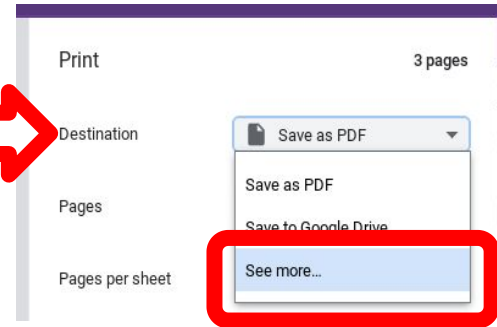 Print 3 pages
Destination Save as PDF
Save as PDF
Pages
Save to Google Drive
See more...
Pages per sheet